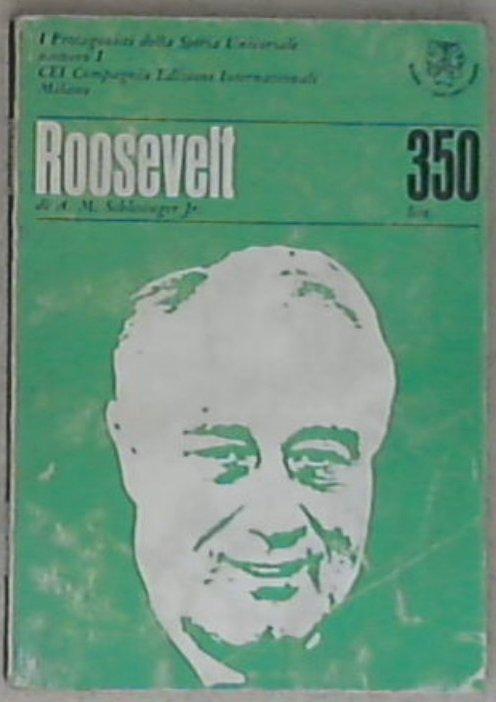 I Protagonisti della Storia Universale
numero 1
CEI Compagnia Edizioni Internazionali
Milano
Roosevelt
350
di A. M. Schlesinger Jr.
lire